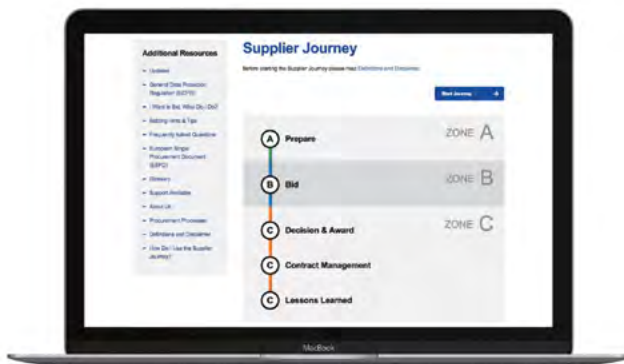 Additional Resources
Updates
General Data Protection
Regulation (GDPR)
I Want to Bid, What Do I Do?
Bidding Hints & Tips
Frequently Asked Questions
European Single
Procurement Document
(ESPD)
Glossary
Support Available
About Us
Procurement Processes
Definitions and Disclaimer
How Do I Use the Supplier
Journey?
Supplier Journey
Before starting the Supplier Journey please read Definitions and Disclaimer.
Start Journey
A Prepare ZONE A
B Bid ZONE B
C Decision & Award ZONE C
C Contract Management
C Lessons Learned
MacBook